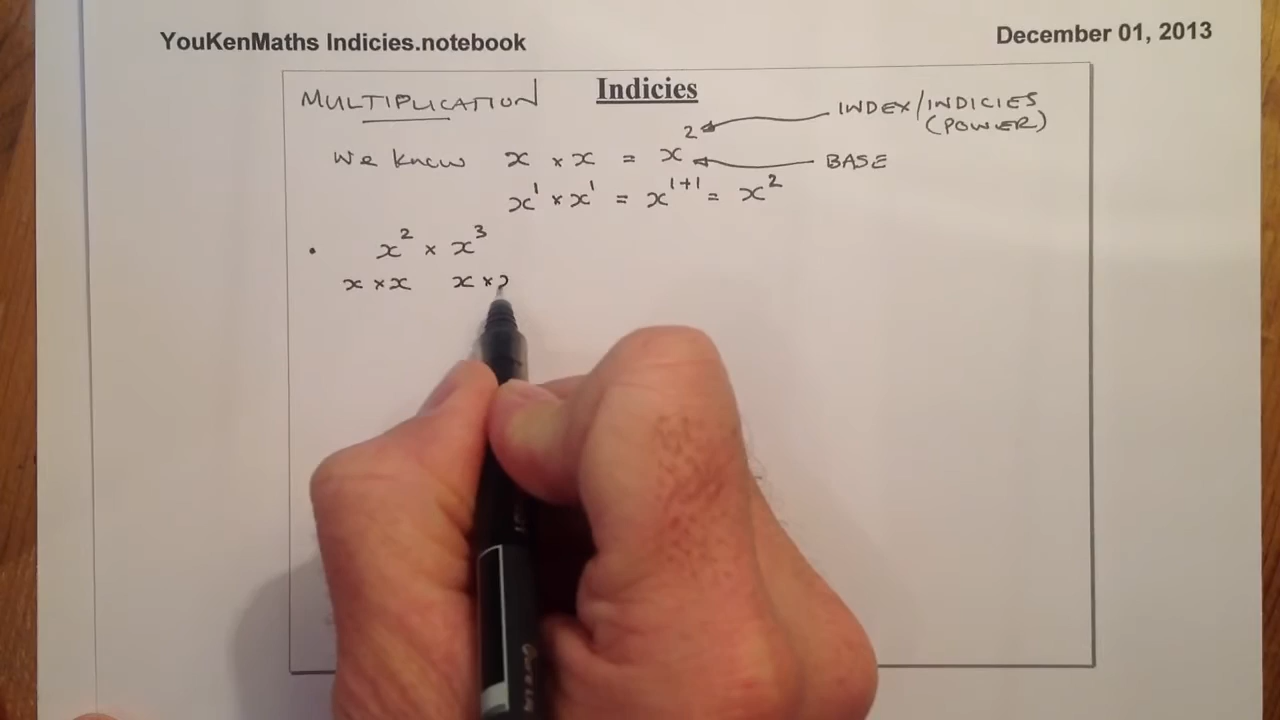 YouKenMaths Indicies.notebook
December 01, 2013
MULTIPLICATION
Indicies
INDEX/INDICIES
(POWER)
We know x × x = x²
BASE
x¹ × x¹ = x¹⁺¹ = x²
• x² × x³
x × x x ×